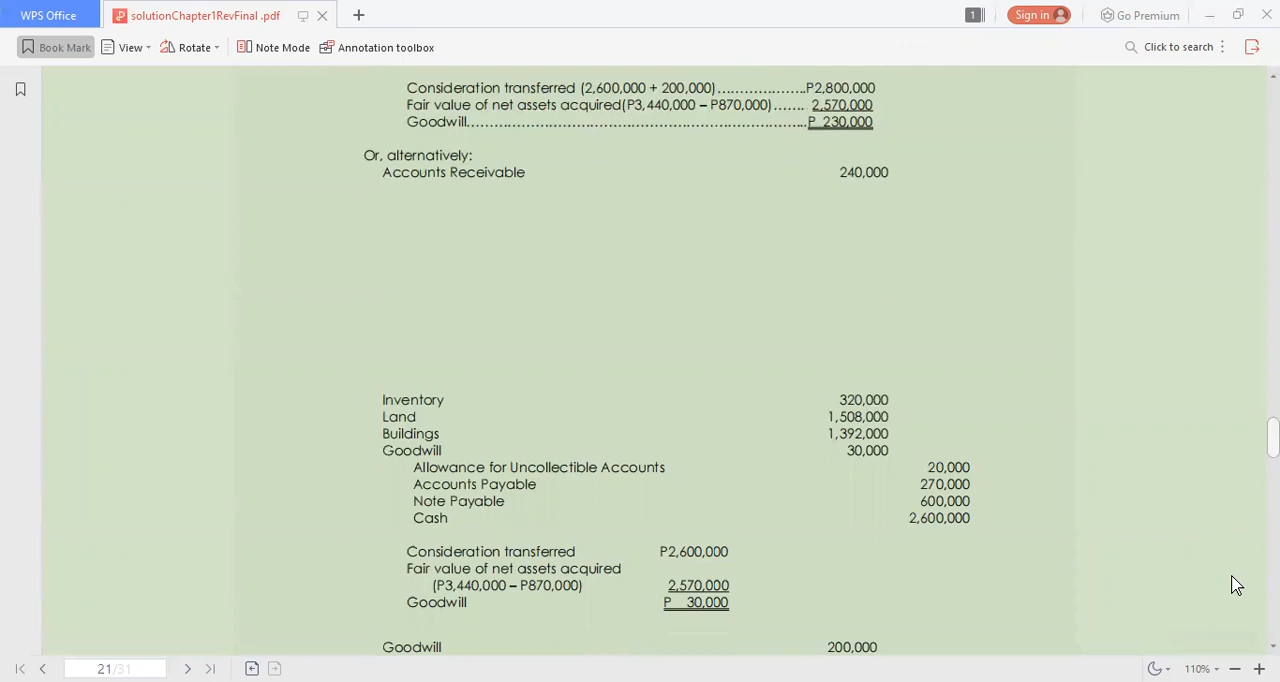 WPS Office
solutionChapter1RevFinal .pdf
1
Sign in
Go Premium
Book Mark
View
Rotate
Note Mode
Annotation toolbox
Click to search
Consideration transferred (2,600,000 + 200,000)………………..P2,800,000
Fair value of net assets acquired(P3,440,000 – P870,000)……. 2,570,000
Goodwill……………………………………………………………………..P 230,000
Or, alternatively:
Accounts Receivable 240,000
Inventory 320,000
Land 1,508,000
Buildings 1,392,000
Goodwill 30,000
Allowance for Uncollectible Accounts 20,000
Accounts Payable 270,000
Note Payable 600,000
Cash 2,600,000
Consideration transferred P2,600,000
Fair value of net assets acquired
(P3,440,000 – P870,000) 2,570,000
Goodwill P 30,000
Goodwill 200,000
21/31
110%